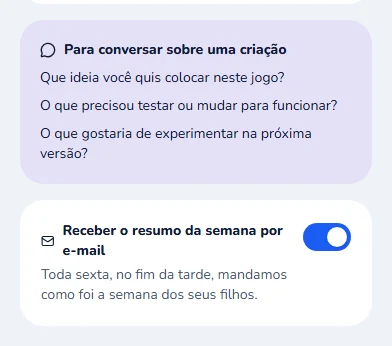 Para conversar sobre uma criação
Que ideia você quis colocar neste jogo?
O que precisou testar ou mudar para funcionar?
O que gostaria de experimentar na próxima
versão?
Receber o resumo da semana por
e-mail
Toda sexta, no fim da tarde, mandamos
como foi a semana dos seus filhos.